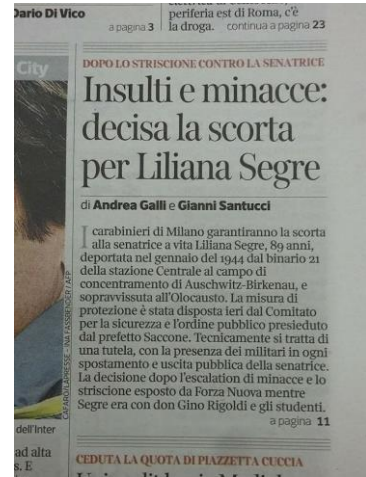 Dario Di Vico
a pagina 3
periferia est di Roma, c'è
la droga. continua a pagina 23
City
DOPO LO STRISCIONE CONTRO LA SENATRICE
Insulti e minacce:
decisa la scorta
per Liliana Segre
di Andrea Galli e Gianni Santucci
I carabinieri di Milano garantiranno la scorta
alla senatrice a vita Liliana Segre, 89 anni,
deportata nel gennaio del 1944 dal binario 21
della stazione Centrale al campo di
concentramento di Auschwitz-Birkenau, e
sopravvissuta all'Olocausto. La misura di
protezione è stata disposta ieri dal Comitato
per la sicurezza e l'ordine pubblico presieduto
dal prefetto Saccone. Tecnicamente si tratta di
una tutela, con la presenza dei militari in ogni
spostamento e uscita pubblica della senatrice.
La decisione dopo l'escalation di minacce e lo
striscione esposto da Forza Nuova mentre
Segre era con don Gino Rigoldi e gli studenti.
a pagina 11
CAFARO/LAPRESSE - INA FASSBENDER / AFP
dell'Inter
ad alta
s. E
CEDUTA LA QUOTA DI PIAZZETTA CUCCIA